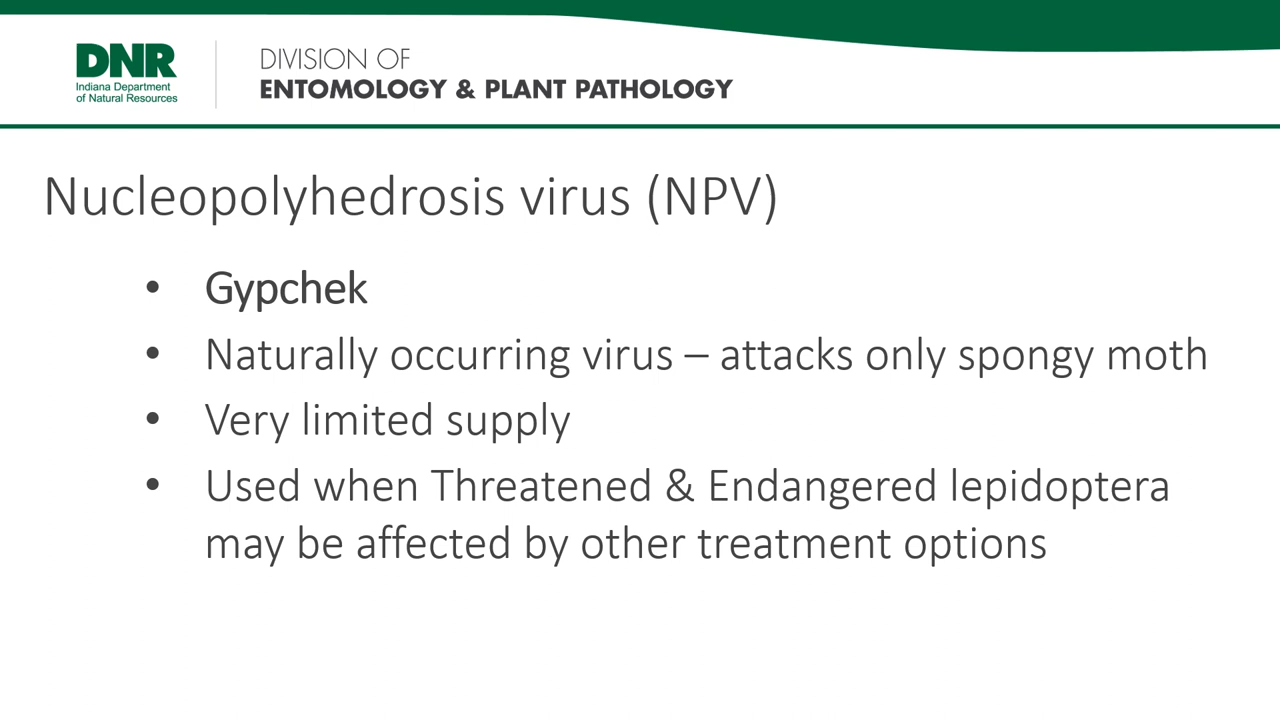 DNR
Indiana Department
of Natural Resources
DIVISION OF
ENTOMOLOGY & PLANT PATHOLOGY
Nucleopolyhedrosis virus (NPV)
• Gypchek
• Naturally occurring virus – attacks only spongy moth
• Very limited supply
• Used when Threatened & Endangered lepidoptera
may be affected by other treatment options